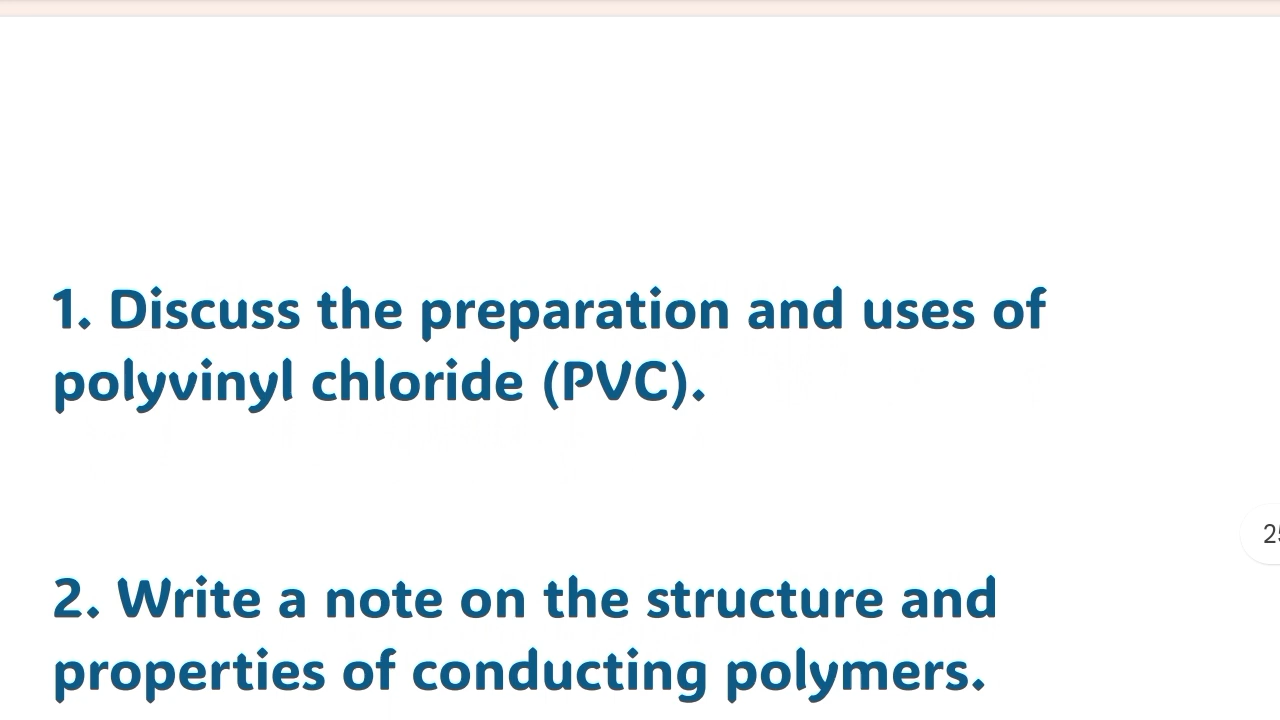 1. Discuss the preparation and uses of
polyvinyl chloride (PVC).
2. Write a note on the structure and
properties of conducting polymers.